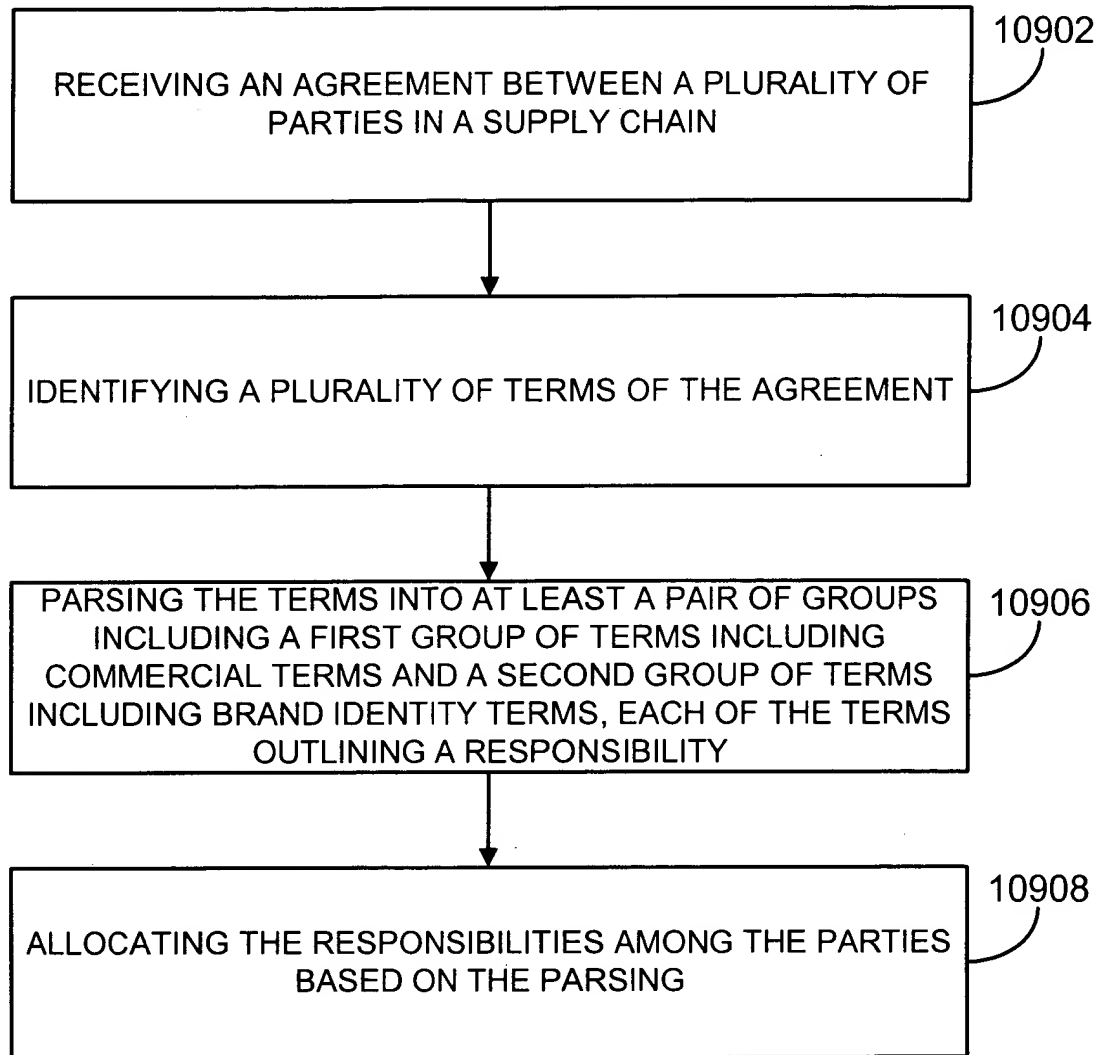 10902
RECEIVING AN AGREEMENT BETWEEN A PLURALITY OF
PARTIES IN A SUPPLY CHAIN
10904
IDENTIFYING A PLURALITY OF TERMS OF THE AGREEMENT
10906
PARSING THE TERMS INTO AT LEAST A PAIR OF GROUPS
INCLUDING A FIRST GROUP OF TERMS INCLUDING
COMMERCIAL TERMS AND A SECOND GROUP OF TERMS
INCLUDING BRAND IDENTITY TERMS, EACH OF THE TERMS
OUTLINING A RESPONSIBILITY
10908
ALLOCATING THE RESPONSIBILITIES AMONG THE PARTIES
BASED ON THE PARSING